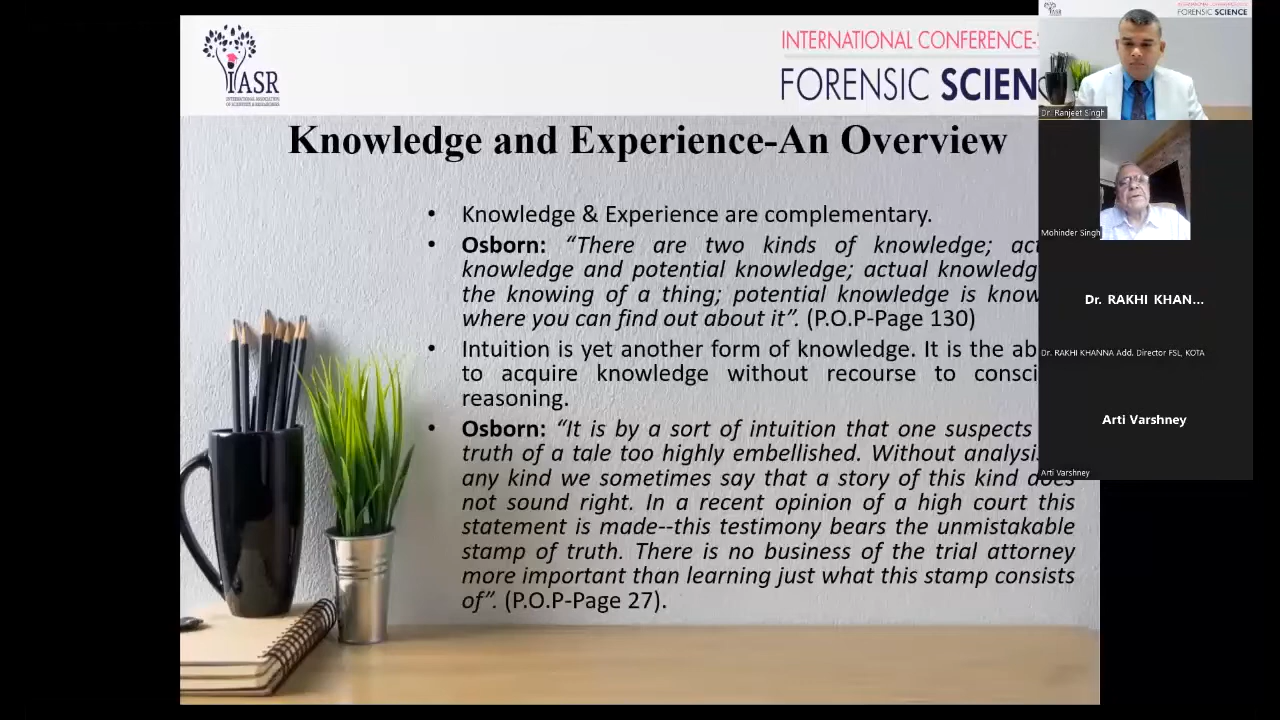 IASR
INTERNATIONAL ASSOCIATION
OF SCIENTISTS & RESEARCHERS
INTERNATIONAL CONFERENCE-
FORENSIC SCIEN
Knowledge and Experience-An Overview
• Knowledge & Experience are complementary.
• Osborn: “There are two kinds of knowledge;
knowledge and potential knowledge; actual
the knowing of a thing; potential knowledge is
where you can find out about it”. (P.O.P-Page 130)
• Intuition is yet another form of knowledge. It is the
to acquire knowledge without recourse to
reasoning.
• Osborn: “It is by a sort of intuition that one suspects
truth of a tale too highly embellished. Without
any kind we sometimes say that a story of this kind does
not sound right. In a recent opinion of a high court this
statement is made--this testimony bears the unmistakable
stamp of truth. There is no business of the trial attorney
more important than learning just what this stamp consists
of”. (P.O.P-Page 27).
FORENSIC SCIENCE
Dr. Ranjeet Singh
Mohinder Singh
Dr. RAKHI KHAN...
Dr. RAKHI KHANNA Add. Director FSL, KOTA
Arti Varshney
Arti Varshney